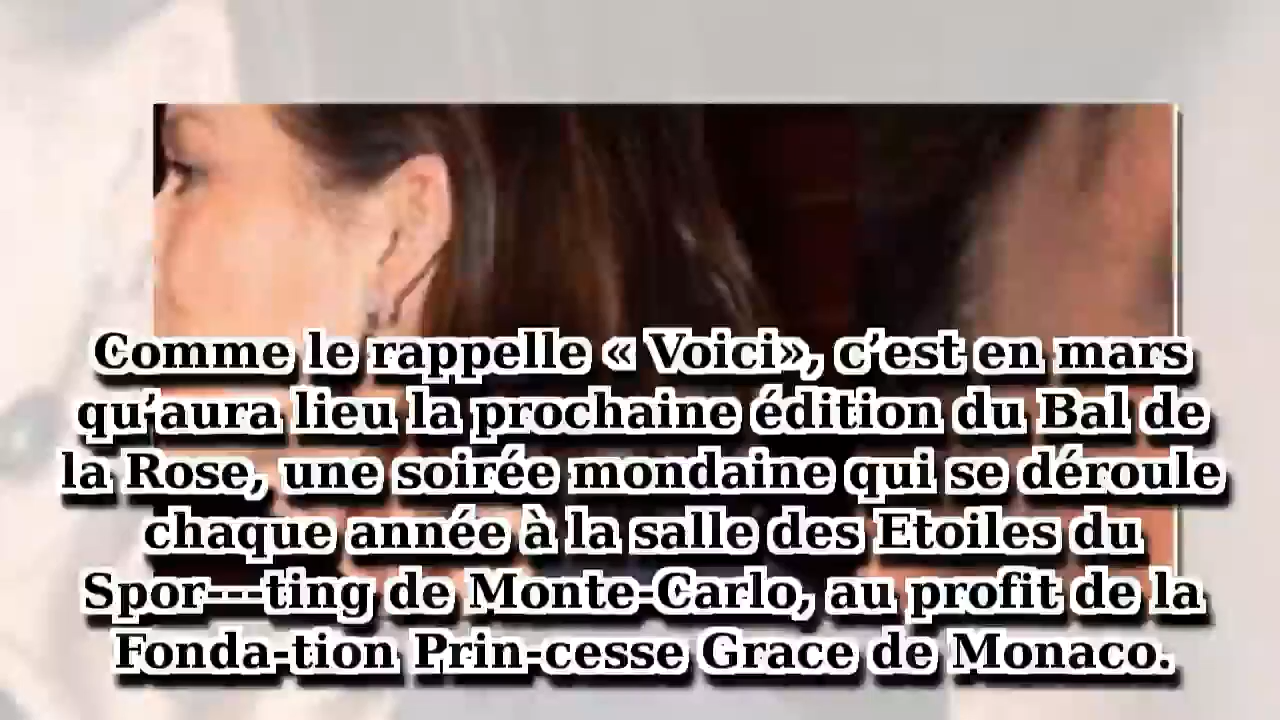 Comme le rappelle « Voici», c’est en mars
qu’aura lieu la prochaine édition du Bal de
la Rose, une soirée mondaine qui se déroule
chaque année à la salle des Etoiles du
Spor­---ting de Monte-Carlo, au profit de la
Fonda-tion Prin-cesse Grace de Monaco.